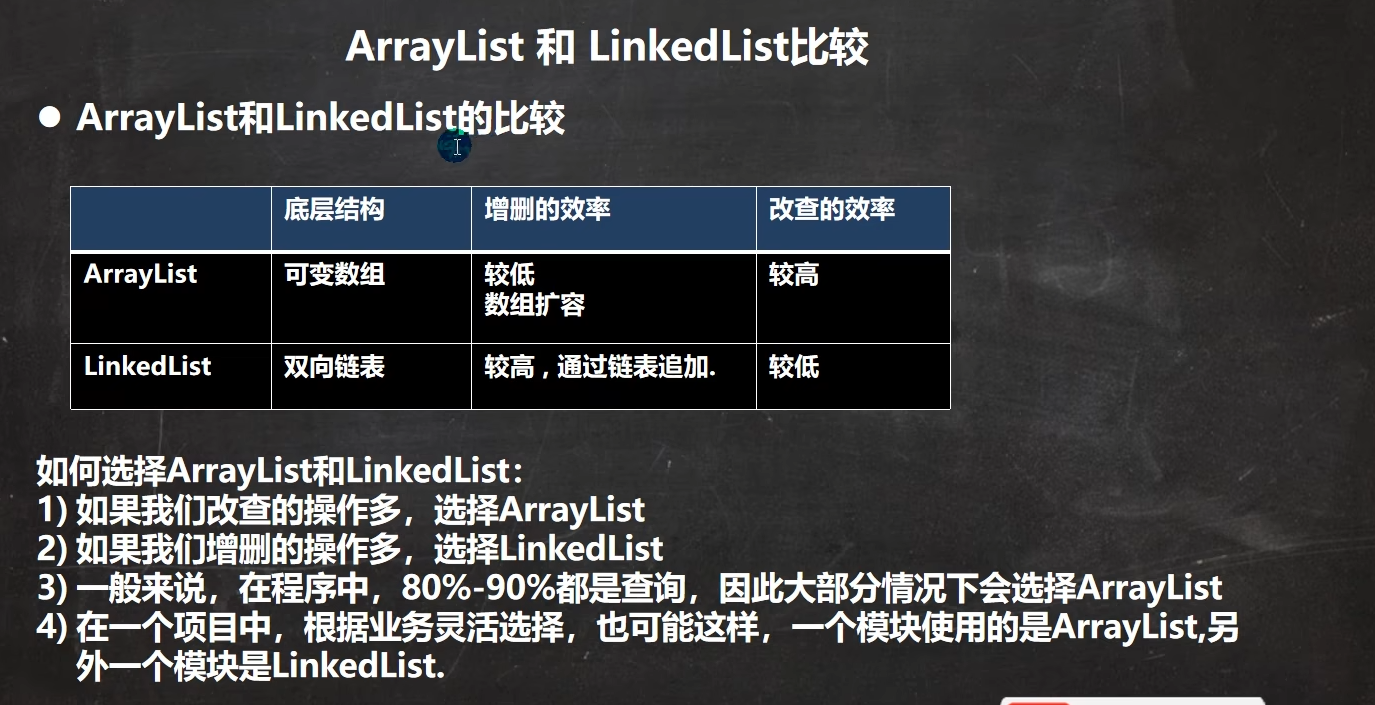 ArrayList 和 LinkedList比较
● ArrayList和LinkedList的比较
底层结构 增删的效率 改查的效率
ArrayList 可变数组 较低 较高
数组扩容
LinkedList 双向链表 较高 , 通过链表追加. 较低
如何选择ArrayList和LinkedList：
1) 如果我们改查的操作多，选择ArrayList
2) 如果我们增删的操作多，选择LinkedList
3) 一般来说，在程序中，80%-90%都是查询，因此大部分情况下会选择ArrayList
4) 在一个项目中，根据业务灵活选择，也可能这样，一个模块使用的是ArrayList,另
外一个模块是LinkedList.